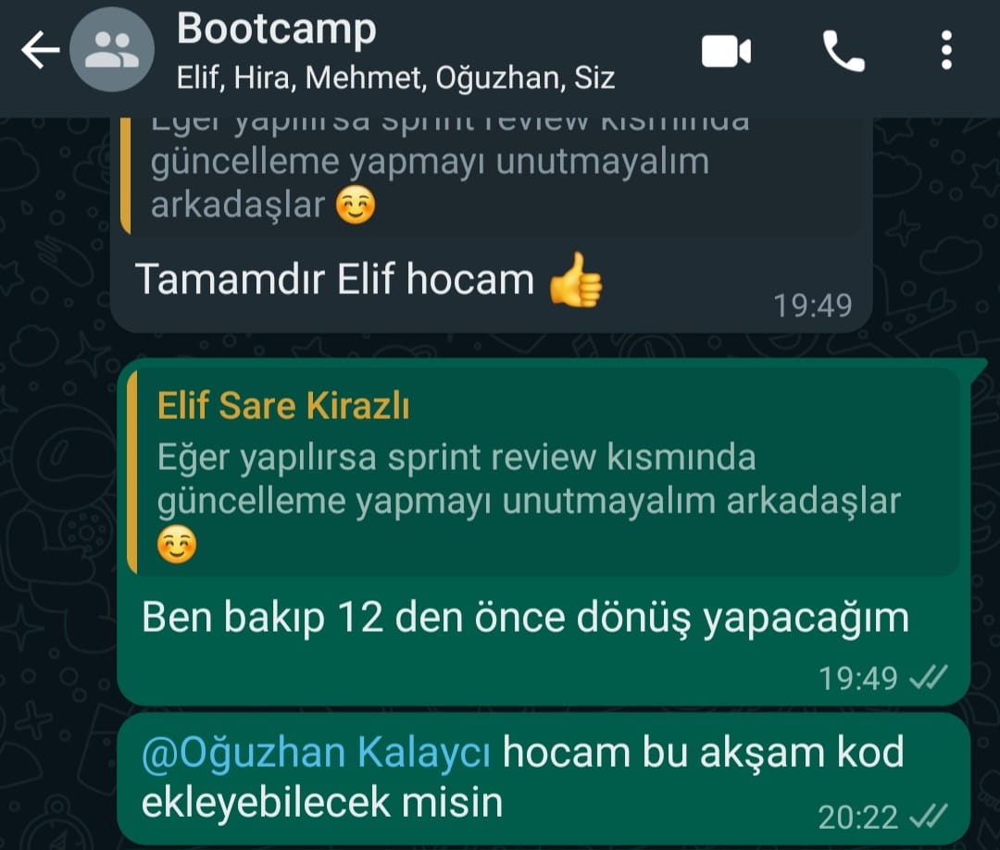 Bootcamp
Elif, Hira, Mehmet, Oğuzhan, Siz
Eğer yapılırsa sprint review kısmında
güncelleme yapmayı unutmayalım
arkadaşlar ☺️
Tamamdır Elif hocam 👍
19:49
Elif Sare Kirazlı
Eğer yapılırsa sprint review kısmında
güncelleme yapmayı unutmayalım arkadaşlar
☺️
Ben bakıp 12 den önce dönüş yapacağım
19:49
@Oğuzhan Kalaycı hocam bu akşam kod
ekleyebilecek misin
20:22